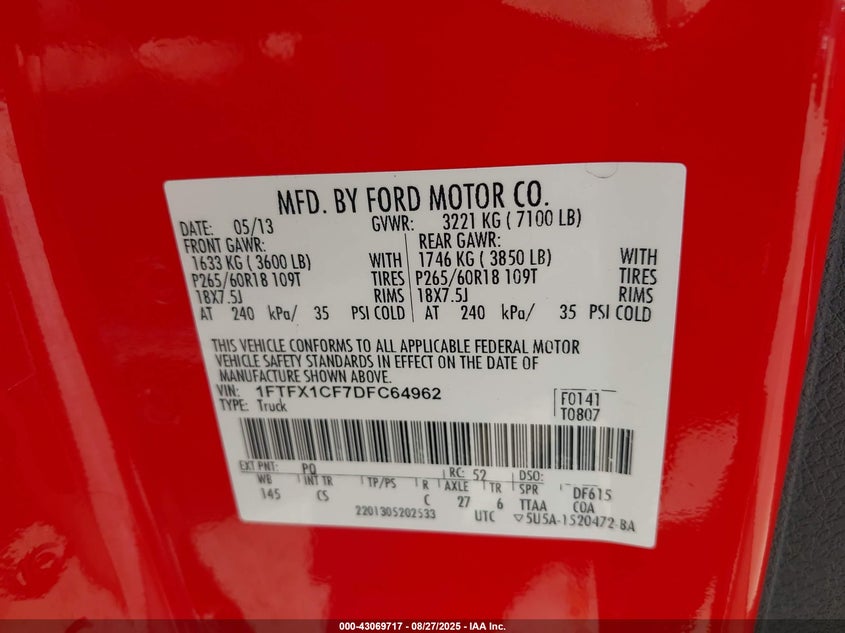 MFD. BY FORD MOTOR CO.
DATE: 05/13 GVWR: 3221 KG ( 7100 LB)
FRONT GAWR: REAR GAWR:
1633 KG ( 3600 LB) WITH 1746 KG ( 3850 LB) WITH
P265/60R18 109T TIRES P265/60R18 109T TIRES
18X7.5J RIMS 18X7.5J RIMS
AT 240 kPa/ 35 PSI COLD AT 240 kPa/ 35 PSI COLD
THIS VEHICLE CONFORMS TO ALL APPLICABLE FEDERAL MOTOR
VEHICLE SAFETY STANDARDS IN EFFECT ON THE DATE OF
MANUFACTURE SHOWN ABOVE.
VIN: 1FTFX1CF7DFC64962 F0141
TYPE: Truck T0807
EXT PNT: PQ RC: 52 DSO:
WB INT TR TP/PS R AXLE TR SPR DF615
145 CS C 27 6 TTAA COA
2201305202533 UTC ▽5U5A-1520472-BA
000-43069717 - 08/27/2025 - IAA Inc.